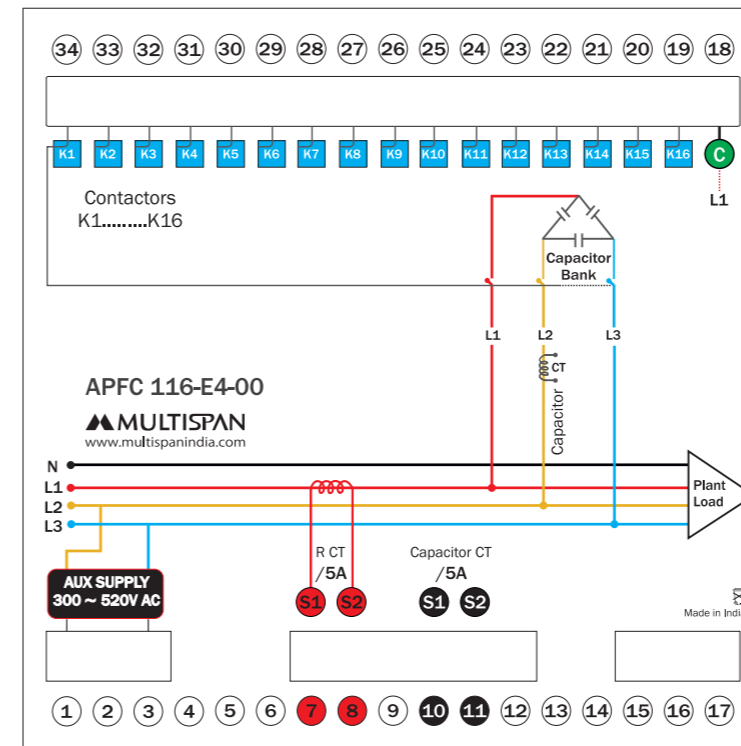 34 33 32 31 30 29 28 27 26 25 24 23 22 21 20 19 18
K1 K2 K3 K4 K5 K6 K7 K8 K9 K10 K11 K12 K13 K14 K15 K16 C
L1
Contactors
K1.........K16
Capacitor
Bank
L1 L2 L3
CT
Capacitor
APFC 116-E4-00
MULTISPAN
www.multispanindia.com
N
L1
L2
L3
Plant
Load
AUX SUPPLY
300 ~ 520V AC
R CT
/5A
S1 S2
Capacitor CT
/5A
S1 S2
Made in India
1 2 3 4 5 6 7 8 9 10 11 12 13 14 15 16 17